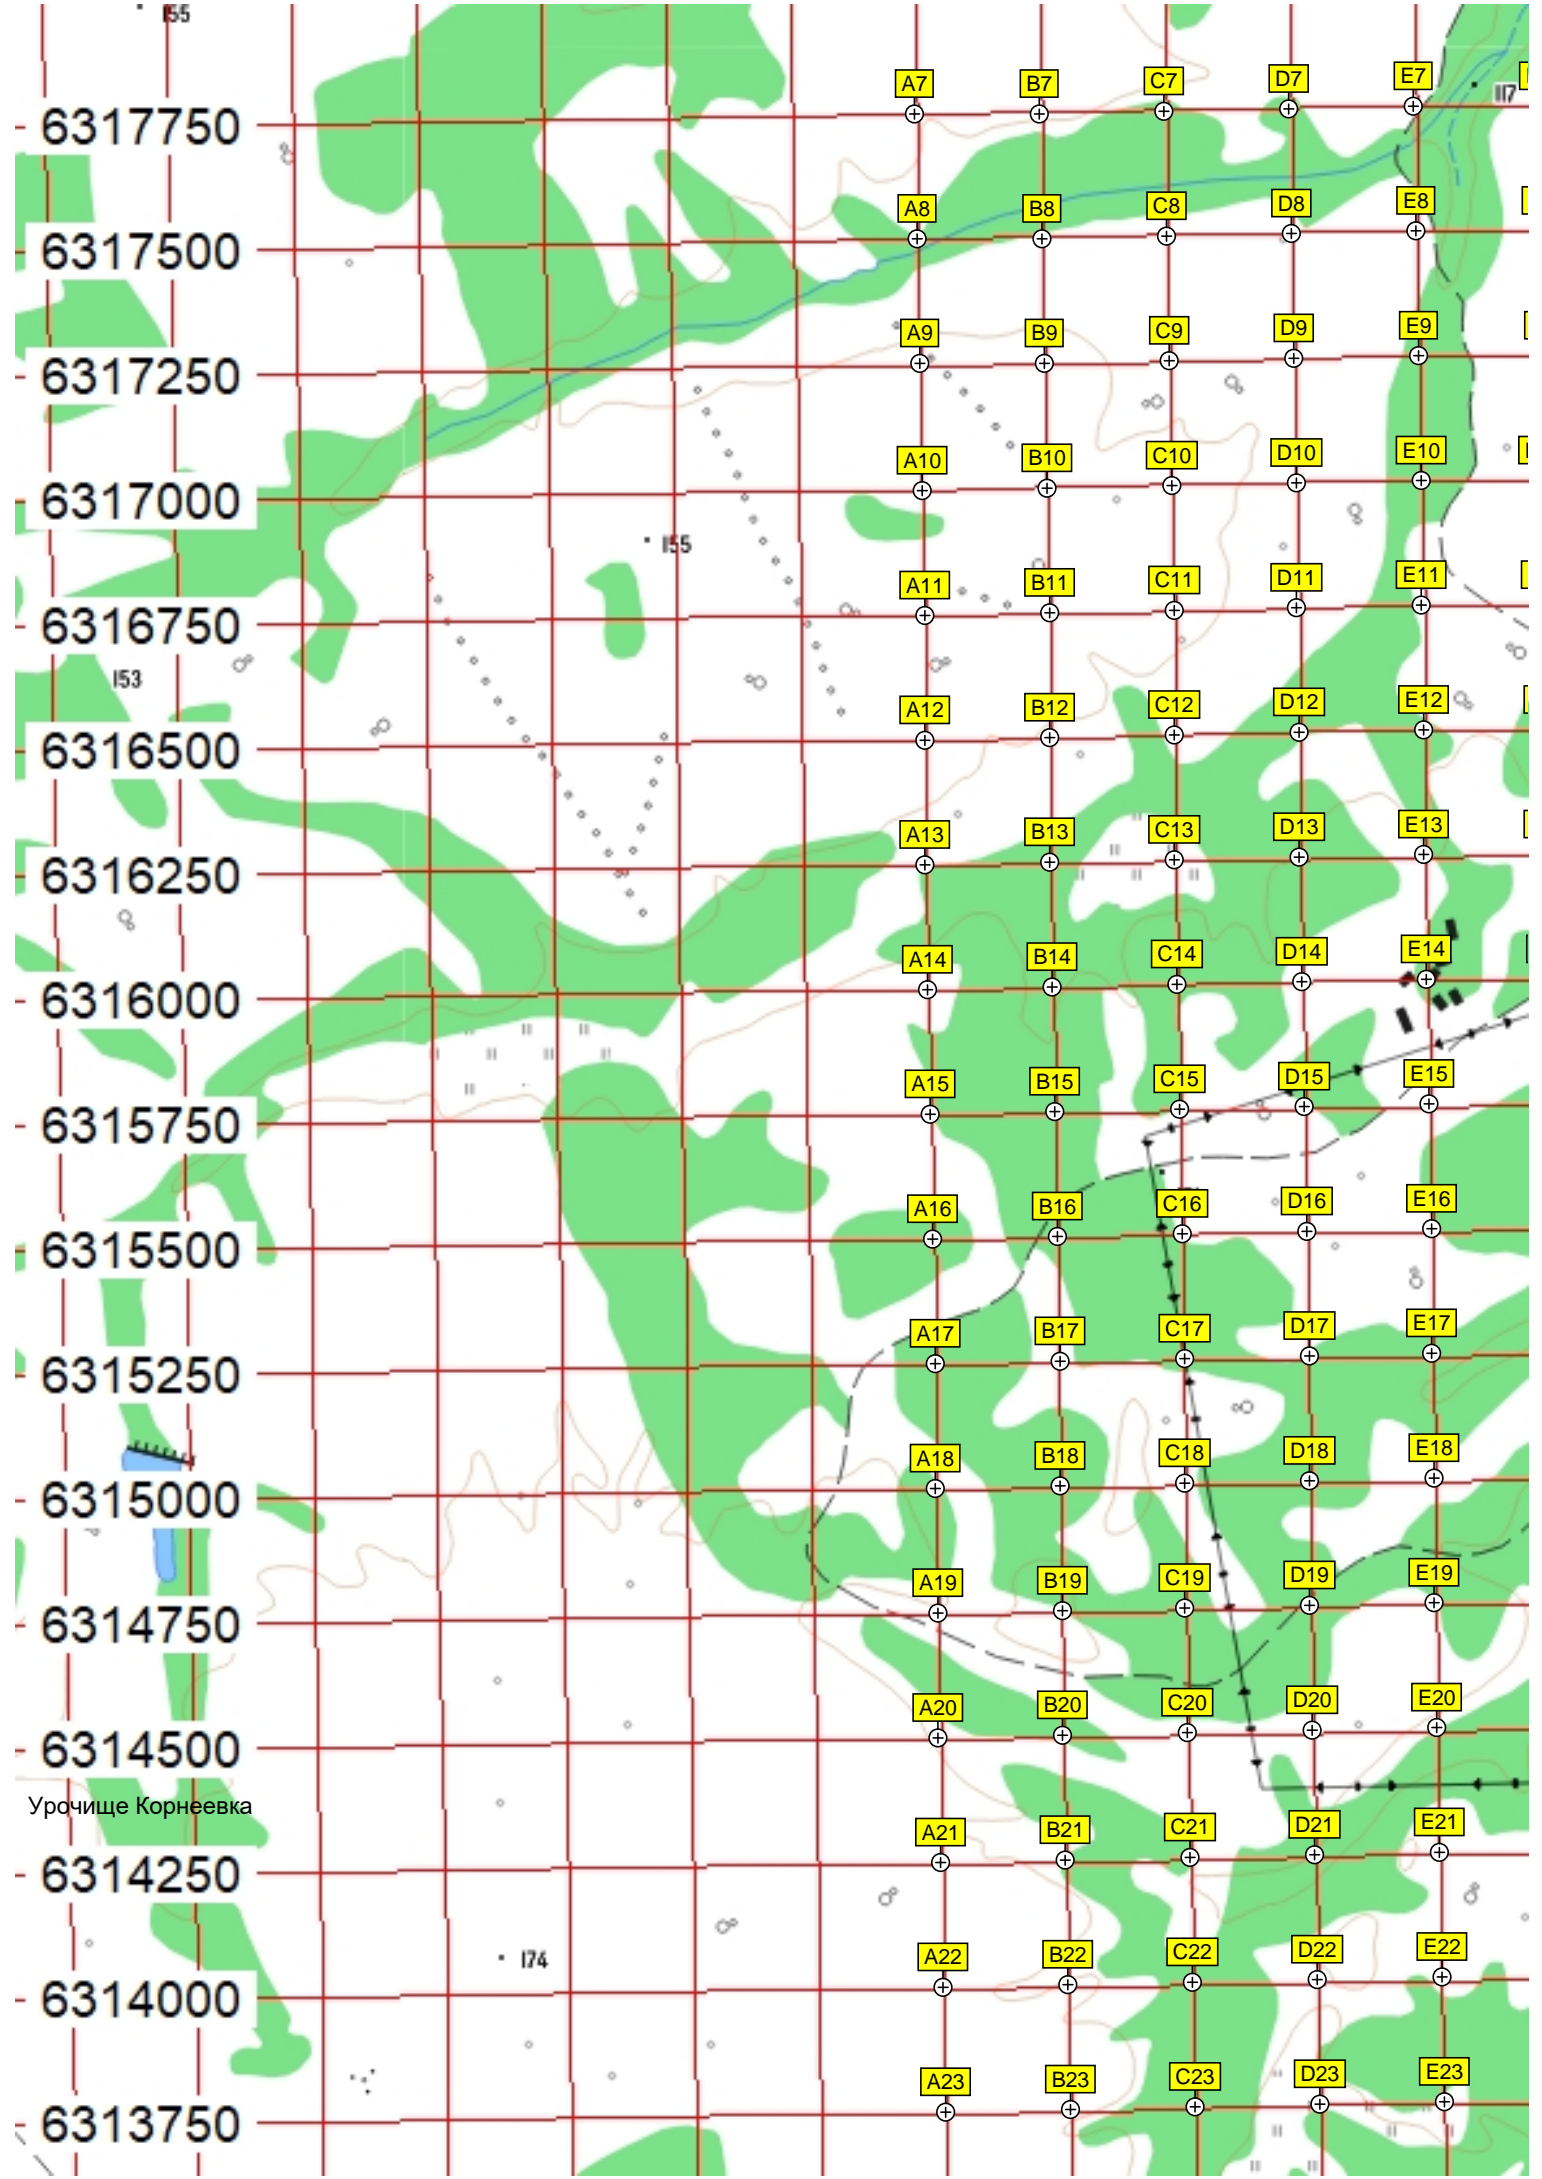 155
A7 B7 C7 D7 E7
117
6317750
A8 B8 C8 D8 E8
6317500
A9 B9 C9 D9 E9
6317250
A10 B10 C10 D10 E10
6317000
155
A11 B11 C11 D11 E11
6316750
153
A12 B12 C12 D12 E12
6316500
A13 B13 C13 D13 E13
6316250
A14 B14 C14 D14 E14
6316000
A15 B15 C15 D15 E15
6315750
A16 B16 C16 D16 E16
6315500
A17 B17 C17 D17 E17
6315250
A18 B18 C18 D18 E18
6315000
A19 B19 C19 D19 E19
6314750
A20 B20 C20 D20 E20
6314500
Урочище Корнеевка
A21 B21 C21 D21 E21
6314250
A22 B22 C22 D22 E22
174
6314000
A23 B23 C23 D23 E23
6313750